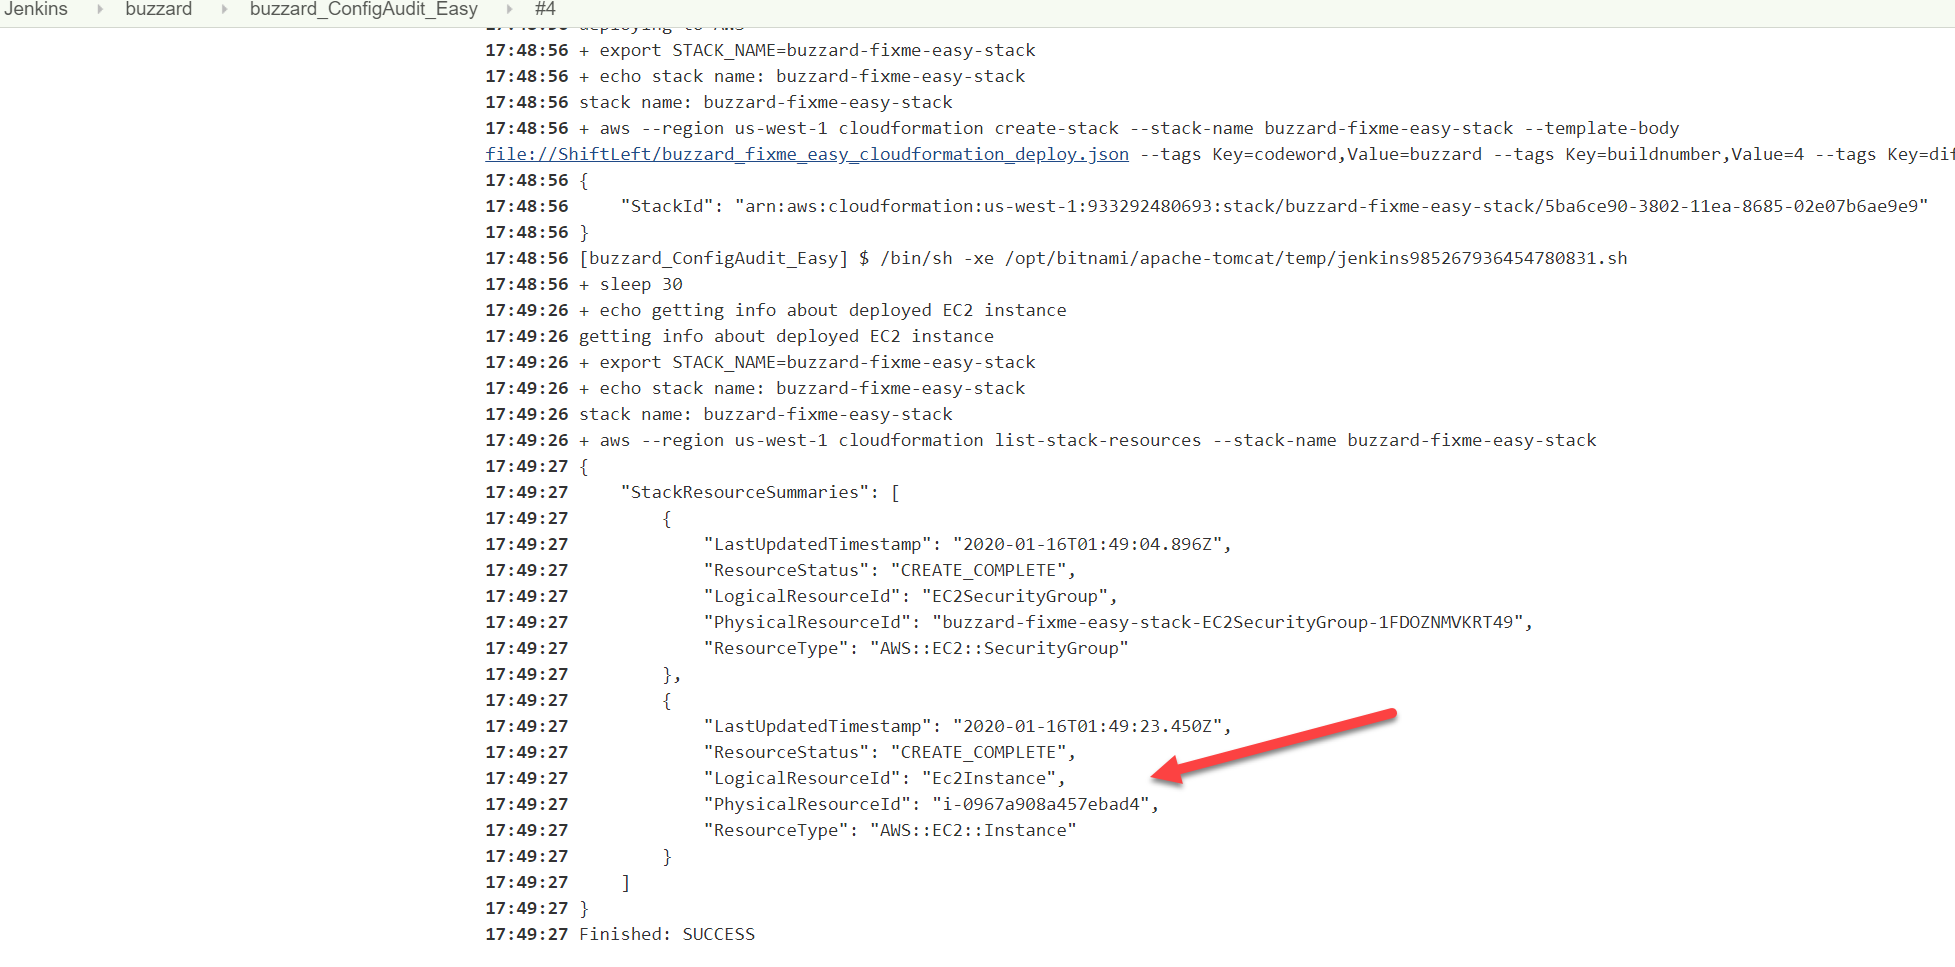 Jenkins buzzard buzzard_ConfigAudit_Easy #4
17:48:56 deploying to AWS
17:48:56 + export STACK_NAME=buzzard-fixme-easy-stack
17:48:56 + echo stack name: buzzard-fixme-easy-stack
17:48:56 stack name: buzzard-fixme-easy-stack
17:48:56 + aws --region us-west-1 cloudformation create-stack --stack-name buzzard-fixme-easy-stack --template-body
file://ShiftLeft/buzzard_fixme_easy_cloudformation_deploy.json --tags Key=codeword,Value=buzzard --tags Key=buildnumber,Value=4 --tags
17:48:56 {
17:48:56     "StackId": "arn:aws:cloudformation:us-west-1:933292480693:stack/buzzard-fixme-easy-stack/5ba6ce90-3802-11ea-8685-02e07b6ae9e9"
17:48:56 }
17:48:56 [buzzard_ConfigAudit_Easy] $ /bin/sh -xe /opt/bitnami/apache-tomcat/temp/jenkins985267936454780831.sh
17:48:56 + sleep 30
17:49:26 + echo getting info about deployed EC2 instance
17:49:26 getting info about deployed EC2 instance
17:49:26 + export STACK_NAME=buzzard-fixme-easy-stack
17:49:26 + echo stack name: buzzard-fixme-easy-stack
17:49:26 stack name: buzzard-fixme-easy-stack
17:49:26 + aws --region us-west-1 cloudformation list-stack-resources --stack-name buzzard-fixme-easy-stack
17:49:27 {
17:49:27     "StackResourceSummaries": [
17:49:27         {
17:49:27             "LastUpdatedTimestamp": "2020-01-16T01:49:04.896Z",
17:49:27             "ResourceStatus": "CREATE_COMPLETE",
17:49:27             "LogicalResourceId": "EC2SecurityGroup",
17:49:27             "PhysicalResourceId": "buzzard-fixme-easy-stack-EC2SecurityGroup-1FDOZNMVKRT49",
17:49:27             "ResourceType": "AWS::EC2::SecurityGroup"
17:49:27         },
17:49:27         {
17:49:27             "LastUpdatedTimestamp": "2020-01-16T01:49:23.450Z",
17:49:27             "ResourceStatus": "CREATE_COMPLETE",
17:49:27             "LogicalResourceId": "Ec2Instance",
17:49:27             "PhysicalResourceId": "i-0967a908a457ebad4",
17:49:27             "ResourceType": "AWS::EC2::Instance"
17:49:27         }
17:49:27     ]
17:49:27 }
17:49:27 Finished: SUCCESS